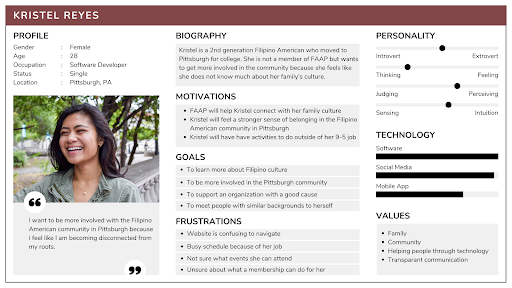 KRISTEL REYES
PROFILE
Gender : Female
Age : 28
Occupation : Software Developer
Status : Single
Location : Pittsburgh, PA
“
I want to be more involved with the Filipino
American community in Pittsburgh because
I feel like I am becoming disconnected from
my roots.
”
BIOGRAPHY
Kristel is a 2nd generation Filipino American who moved to
Pittsburgh for college. She is not a member of FAAP but wants
to get more involved in the community because she feels like
she does not know much about her family's culture.
MOTIVATIONS
• FAAP will help Kristel connect with her family culture
• Kristel will feel a stronger sense of belonging in the Filipino
American community in Pittsburgh
• Kristel will have have activities to do outside of her 9-5 job
GOALS
• To learn more about Filipino culture
• To be more involved in the Pittsburgh community
• To support an organization with a good cause
• To meet people with similar backgrounds to herself
FRUSTRATIONS
• Website is confusing to navigate
• Busy schedule because of her job
• Not sure what events she can attend
• Unsure about what a membership can do for her
PERSONALITY
Introvert Extrovert
Thinking Feeling
Judging Perceiving
Sensing Intuition
TECHNOLOGY
Software
Social Media
Mobile App
VALUES
• Family
• Community
• Helping people through technology
• Transparent communication